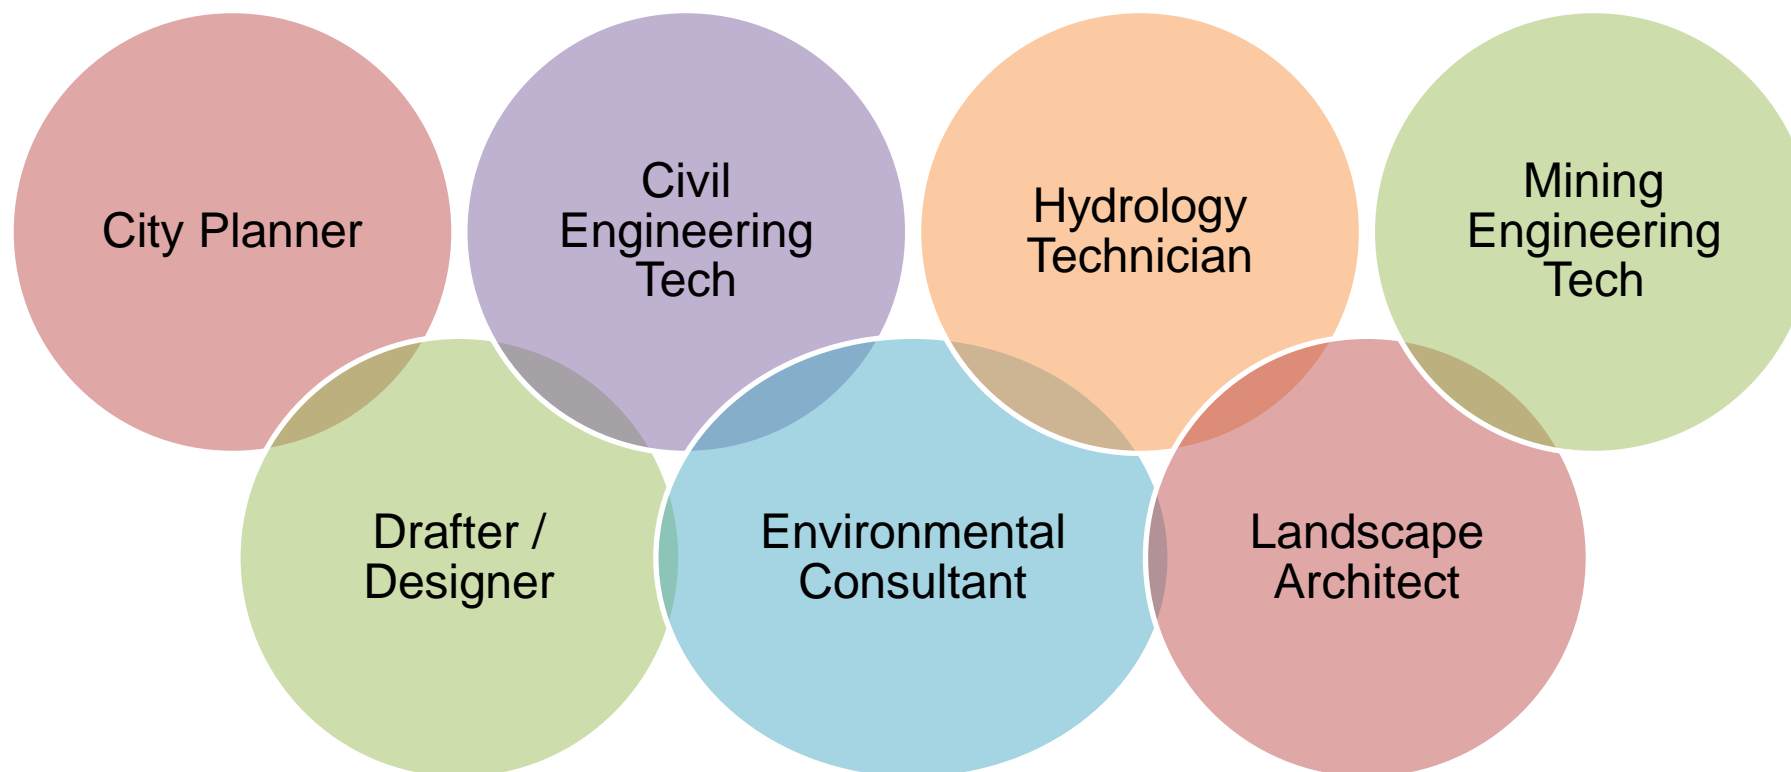 City Planner
Civil
Engineering
Tech
Hydrology
Technician
Mining
Engineering
Tech
Drafter /
Designer
Environmental
Consultant
Landscape
Architect